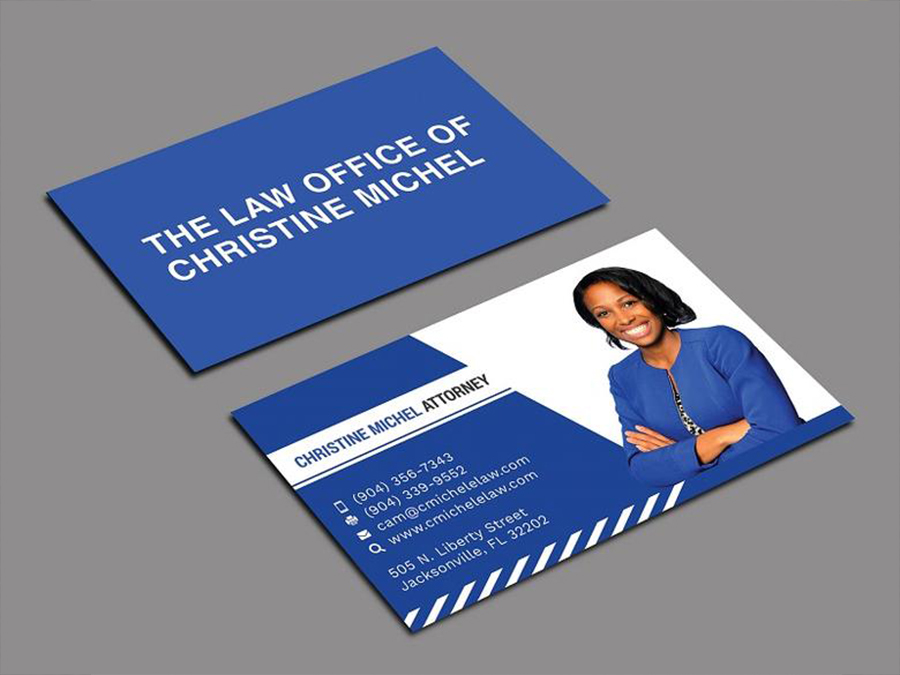 THE LAW OFFICE OF
CHRISTINE MICHEL
CHRISTINE MICHEL ATTORNEY
(904) 356-7343
(904) 339-9552
cam@cmichelelaw.com
www.cmichelelaw.com
505 N. Liberty Street
Jacksonville, FL 32202